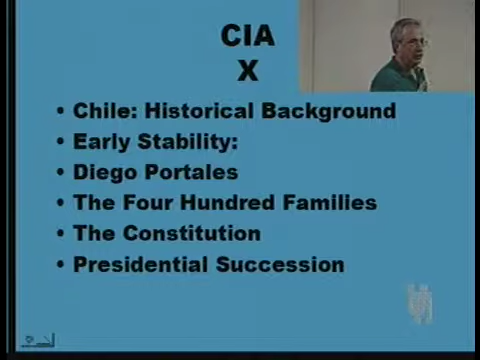 CIA
X
• Chile: Historical Background
• Early Stability:
• Diego Portales
• The Four Hundred Families
• The Constitution
• Presidential Succession